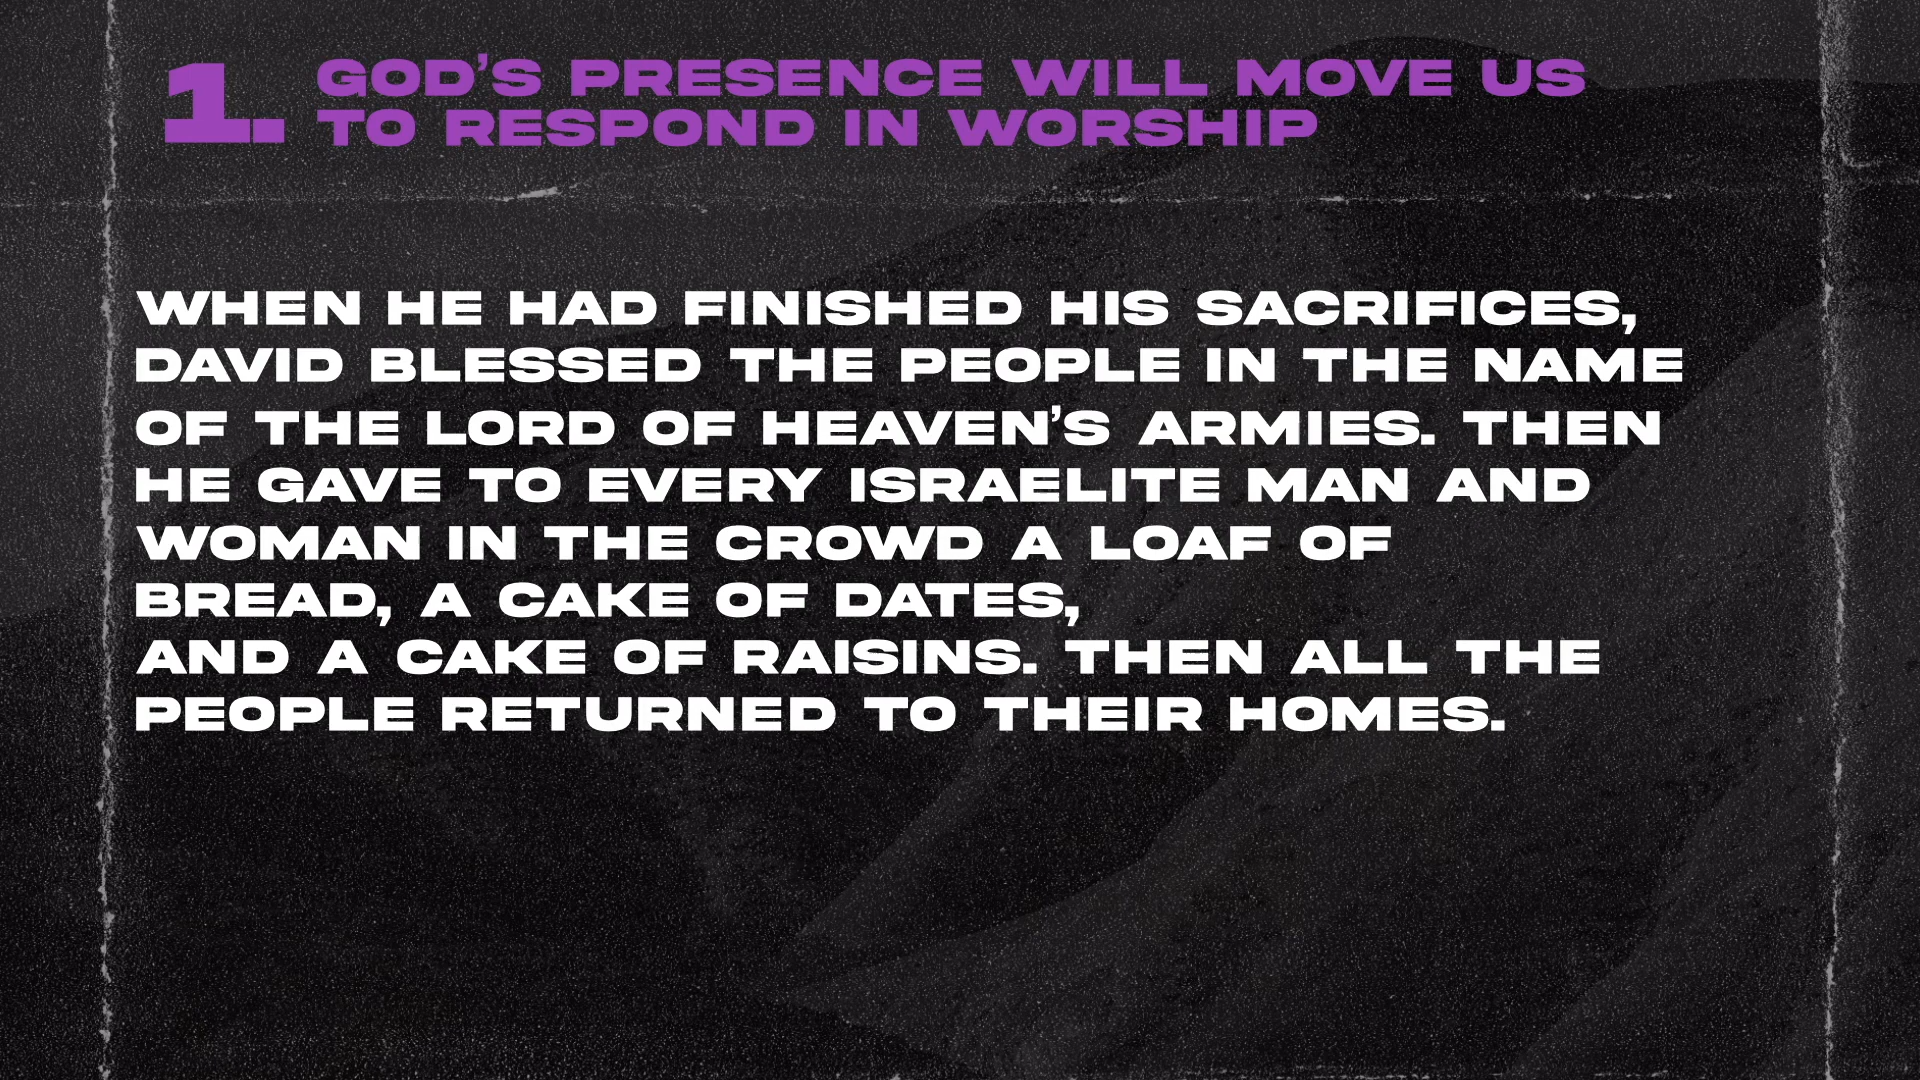 1. GOD’S PRESENCE WILL MOVE US
TO RESPOND IN WORSHIP
WHEN HE HAD FINISHED HIS SACRIFICES,
DAVID BLESSED THE PEOPLE IN THE NAME
OF THE LORD OF HEAVEN’S ARMIES. THEN
HE GAVE TO EVERY ISRAELITE MAN AND
WOMAN IN THE CROWD A LOAF OF
BREAD, A CAKE OF DATES,
AND A CAKE OF RAISINS. THEN ALL THE
PEOPLE RETURNED TO THEIR HOMES.